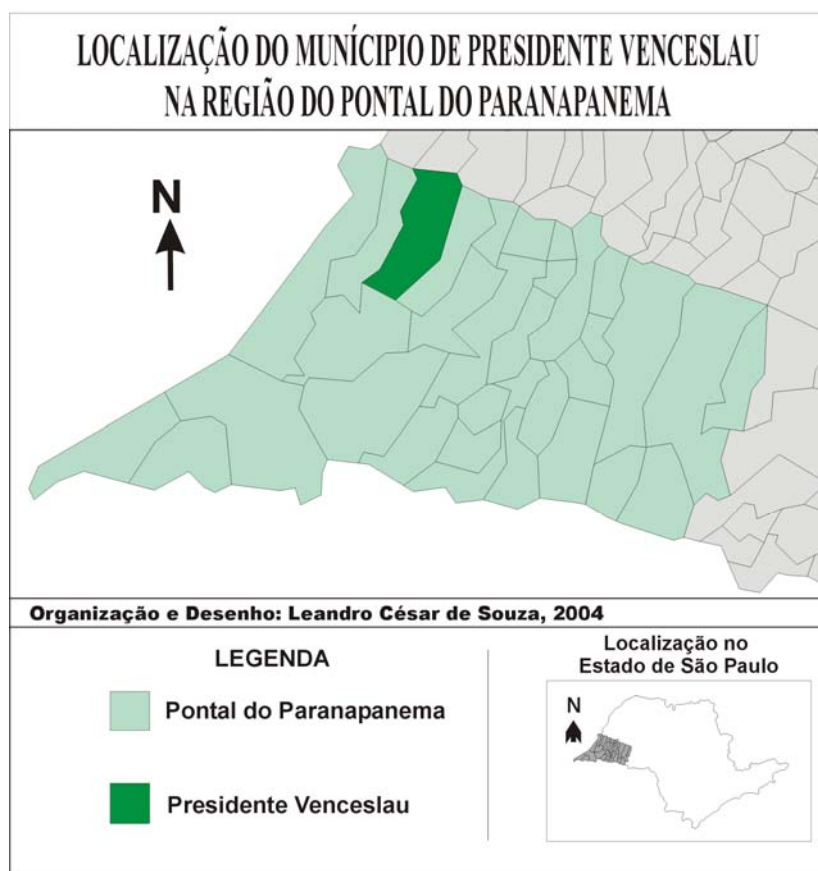 LOCALIZAÇÃO DO MUNÍCIPIO DE PRESIDENTE VENCESLAU
NA REGIÃO DO PONTAL DO PARANAPANEMA
N
Organização e Desenho: Leandro César de Souza, 2004
LEGENDA
Pontal do Paranapanema
Presidente Venceslau
Localização no
Estado de São Paulo
N